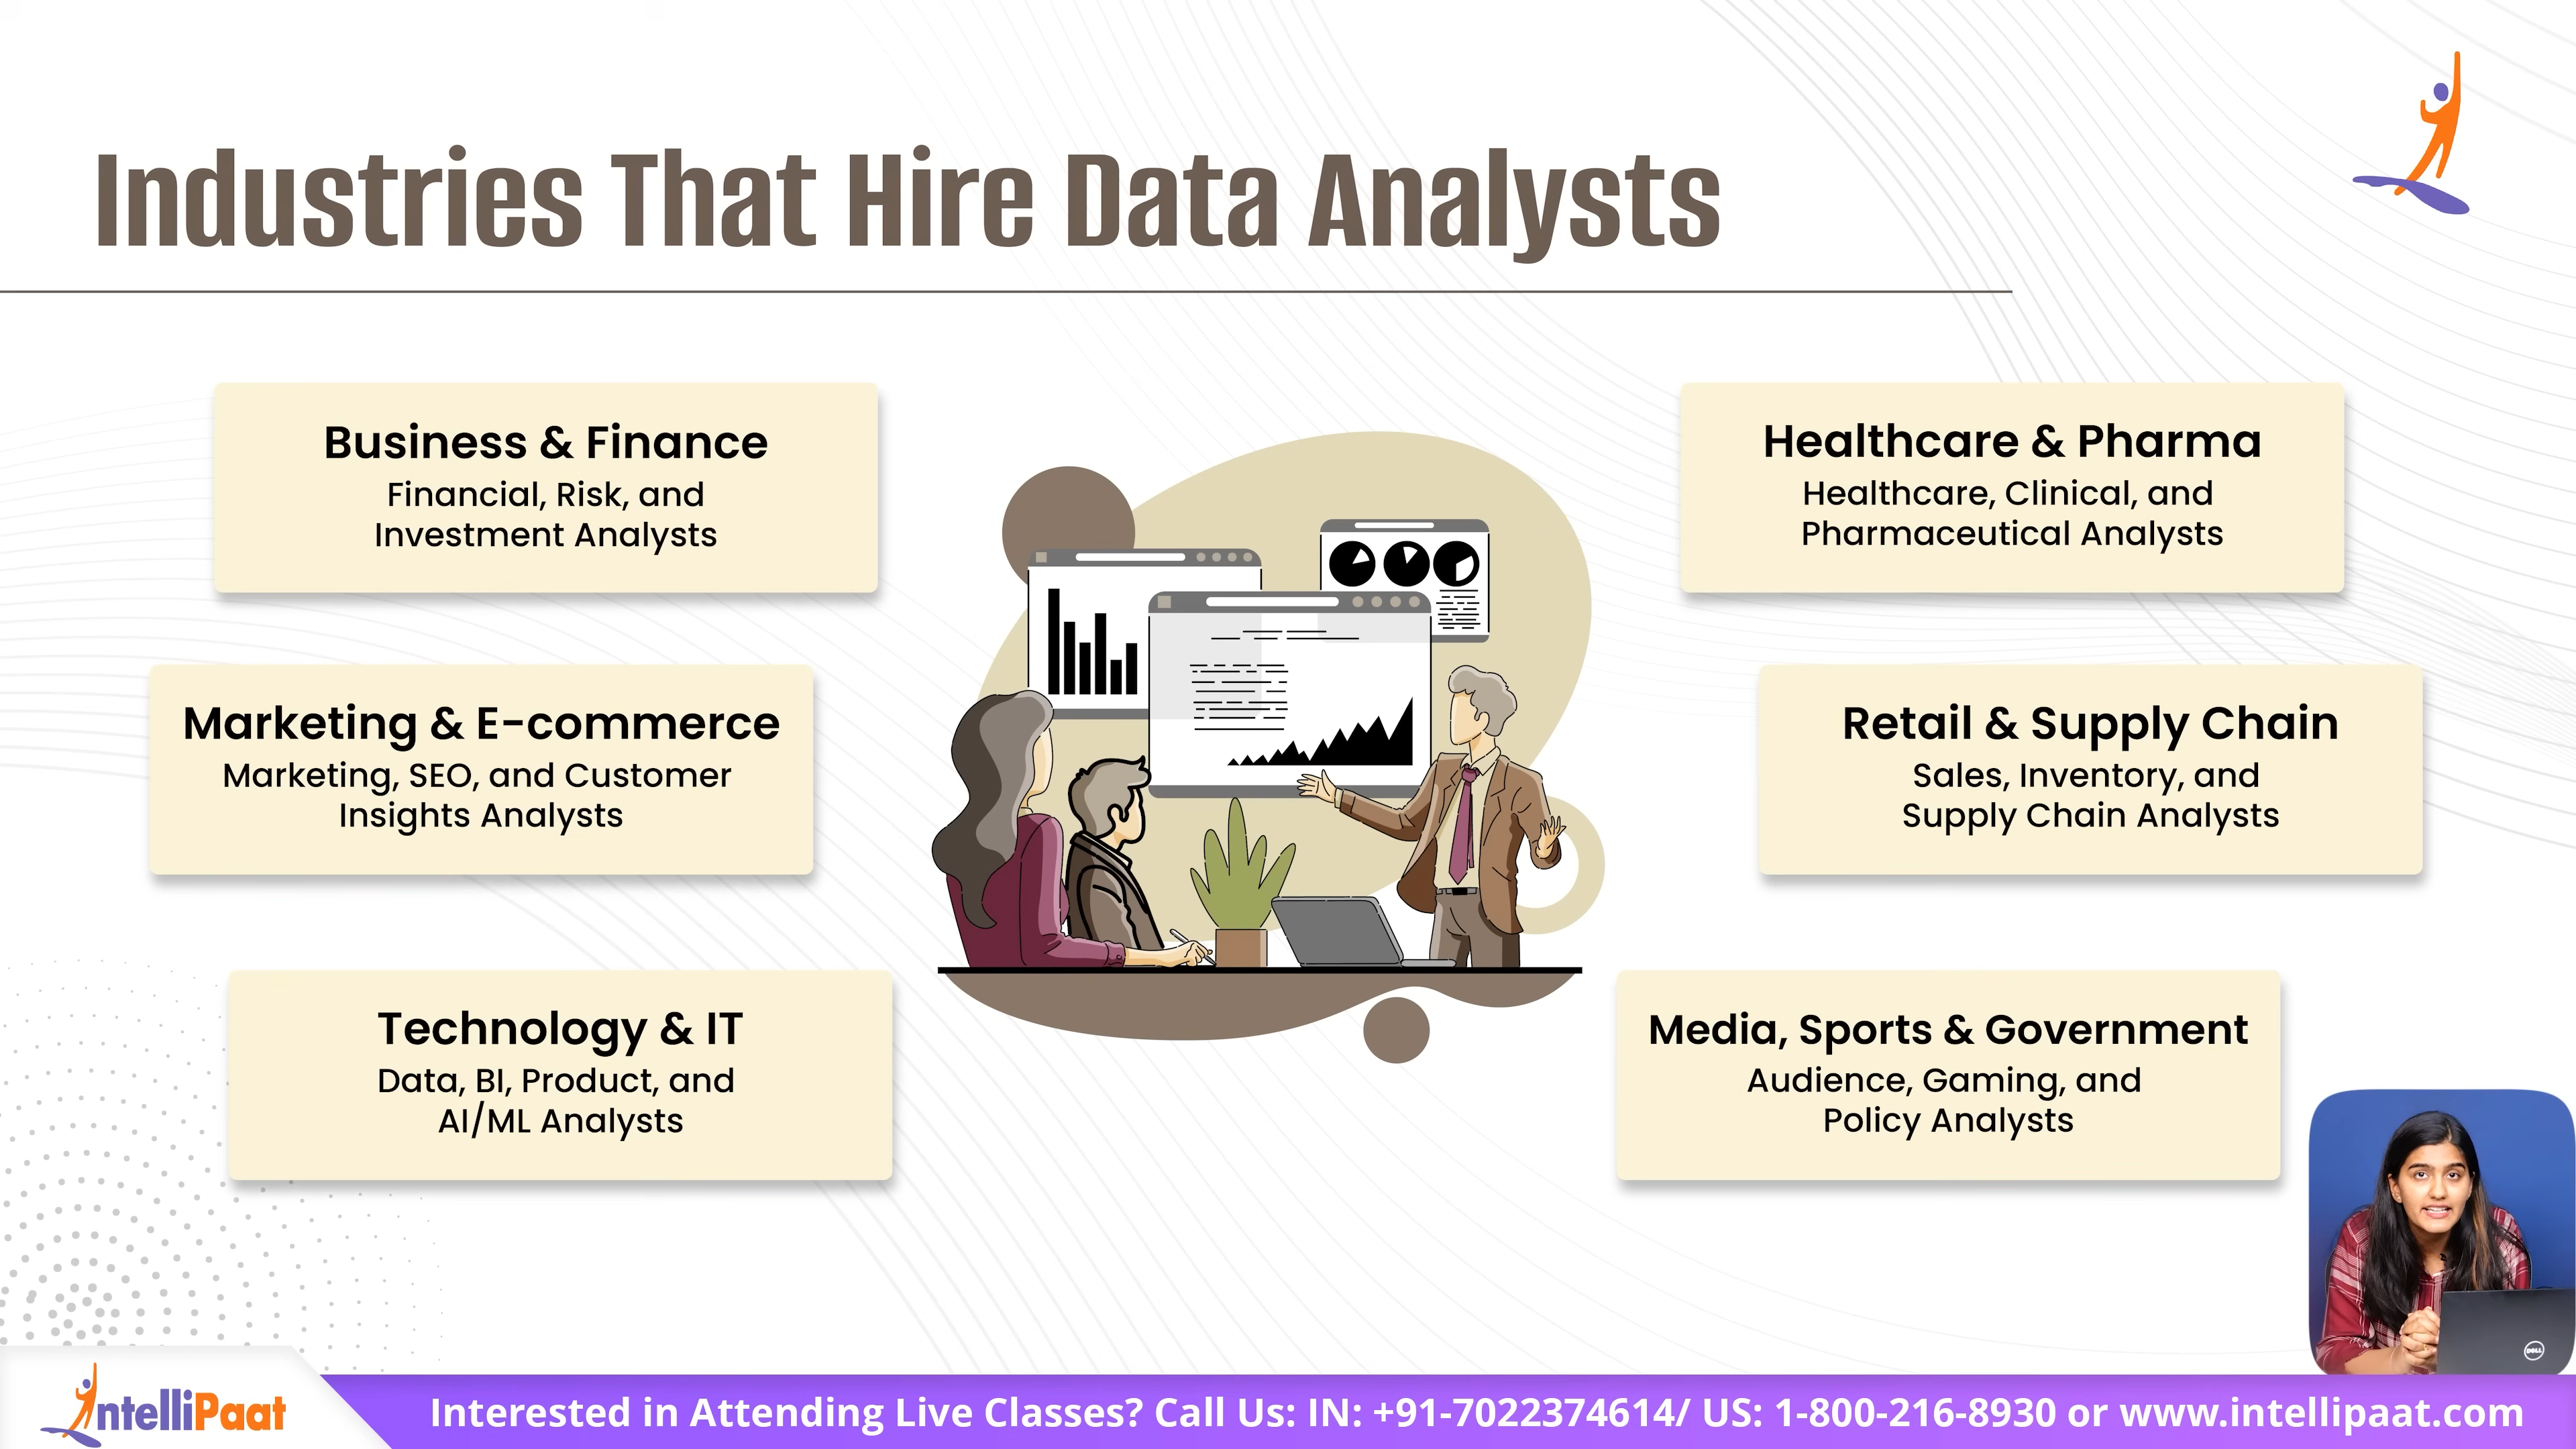 Industries That Hire Data Analysts
Business & Finance
Financial, Risk, and
Investment Analysts
Marketing & E-commerce
Marketing, SEO, and Customer
Insights Analysts
Technology & IT
Data, BI, Product, and
AI/ML Analysts
Healthcare & Pharma
Healthcare, Clinical, and
Pharmaceutical Analysts
Retail & Supply Chain
Sales, Inventory, and
Supply Chain Analysts
Media, Sports & Government
Audience, Gaming, and
Policy Analysts
DELL
IntelliPaat
Interested in Attending Live Classes? Call Us: IN: +91-7022374614/ US: 1-800-216-8930 or www.intellipaat.com